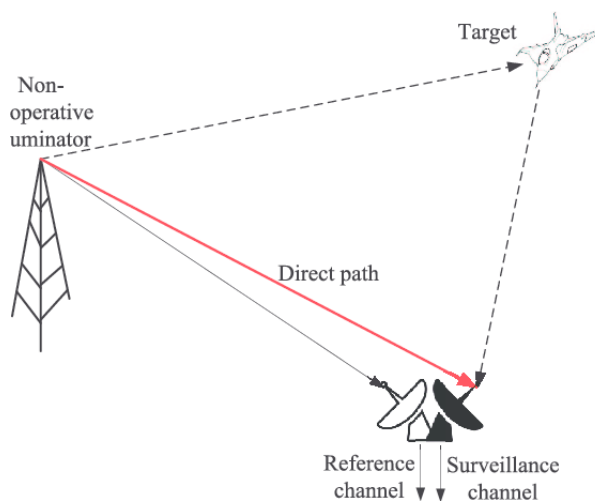 Target
Non-
operative
uminator
Direct path
Reference
channel
Surveillance
channel